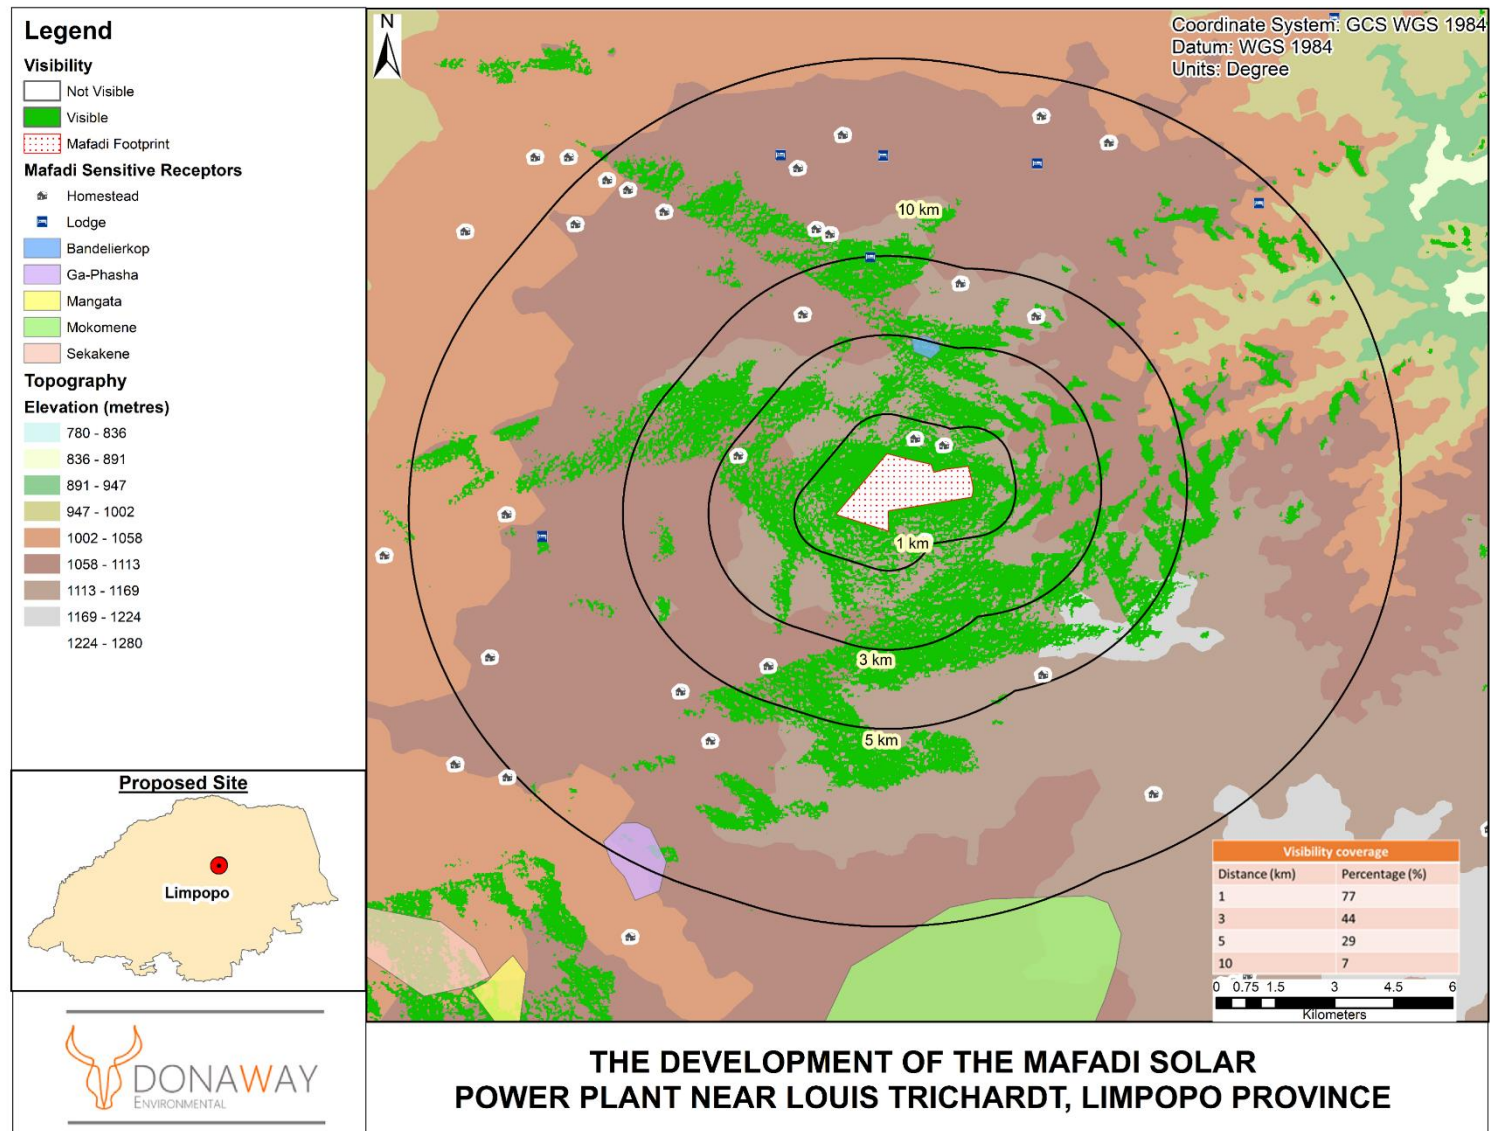 Legend
Visibility
Not Visible
Visible
Mafadi Footprint
Mafadi Sensitive Receptors
Homestead
Lodge
Bandelierkop
Ga-Phasha
Mangata
Mokomene
Sekakene
Topography
Elevation (metres)
780 - 836
836 - 891
891 - 947
947 - 1002
1002 - 1058
1058 - 1113
1113 - 1169
1169 - 1224
1224 - 1280
Proposed Site
Limpopo
DONAWAY
ENVIRONMENTAL
N
Coordinate System: GCS WGS 1984
Datum: WGS 1984
Units: Degree
10 km
1 km
3 km
5 km
Visibility coverage
Distance (km) Percentage (%)
1 77
3 44
5 29
10 7
0 0.75 1.5 3 4.5 6
Kilometers
THE DEVELOPMENT OF THE MAFADI SOLAR
POWER PLANT NEAR LOUIS TRICHARDT, LIMPOPO PROVINCE